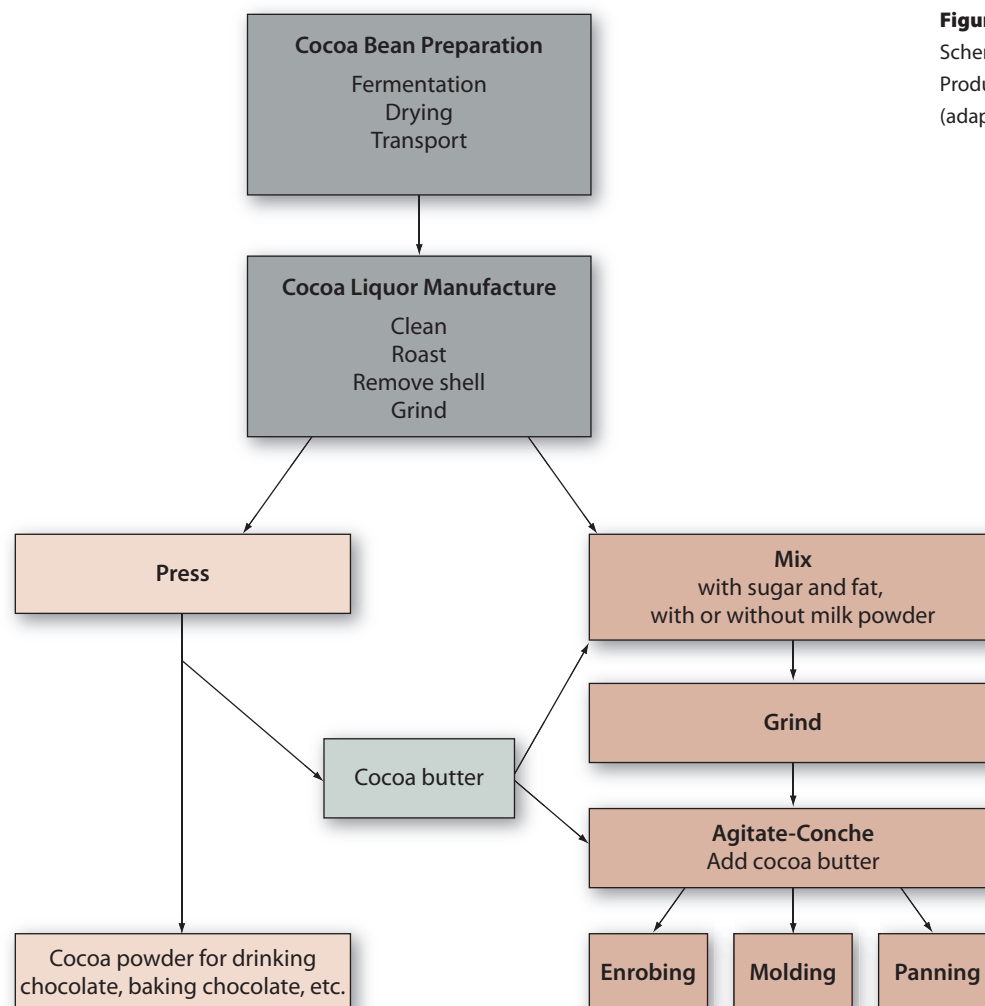 Cocoa Bean Preparation
Fermentation
Drying
Transport
Cocoa Liquor Manufacture
Clean
Roast
Remove shell
Grind
Press
Mix
with sugar and fat,
with or without milk powder
Grind
Cocoa butter
Agitate-Conche
Add cocoa butter
Cocoa powder for drinking
chocolate, baking chocolate, etc.
Enrobing
Molding
Panning